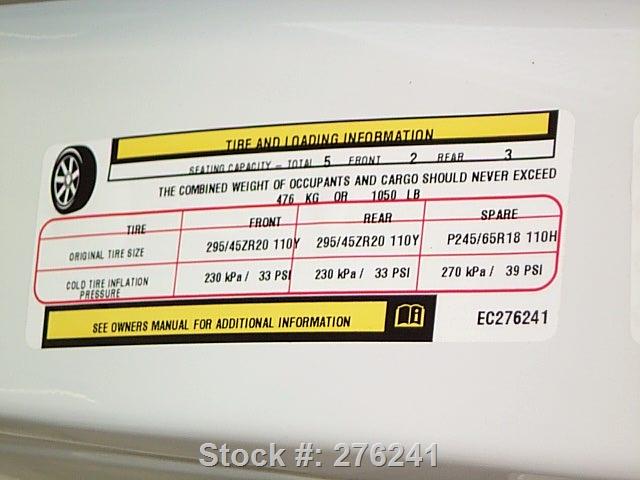 TIRE AND LOADING INFORMATION
SEATING CAPACITY – TOTAL 5 FRONT 2 REAR 3
THE COMBINED WEIGHT OF OCCUPANTS AND CARGO SHOULD NEVER EXCEED
476 KG OR 1050 LB
TIRE FRONT REAR SPARE
ORIGINAL TIRE SIZE 295/45ZR20 110Y 295/45ZR20 110Y P245/65R18 110H
COLD TIRE INFLATION PRESSURE 230 kPa / 33 PSI 230 kPa / 33 PSI 270 kPa / 39 PSI
SEE OWNERS MANUAL FOR ADDITIONAL INFORMATION
EC276241
Stock #: 276241